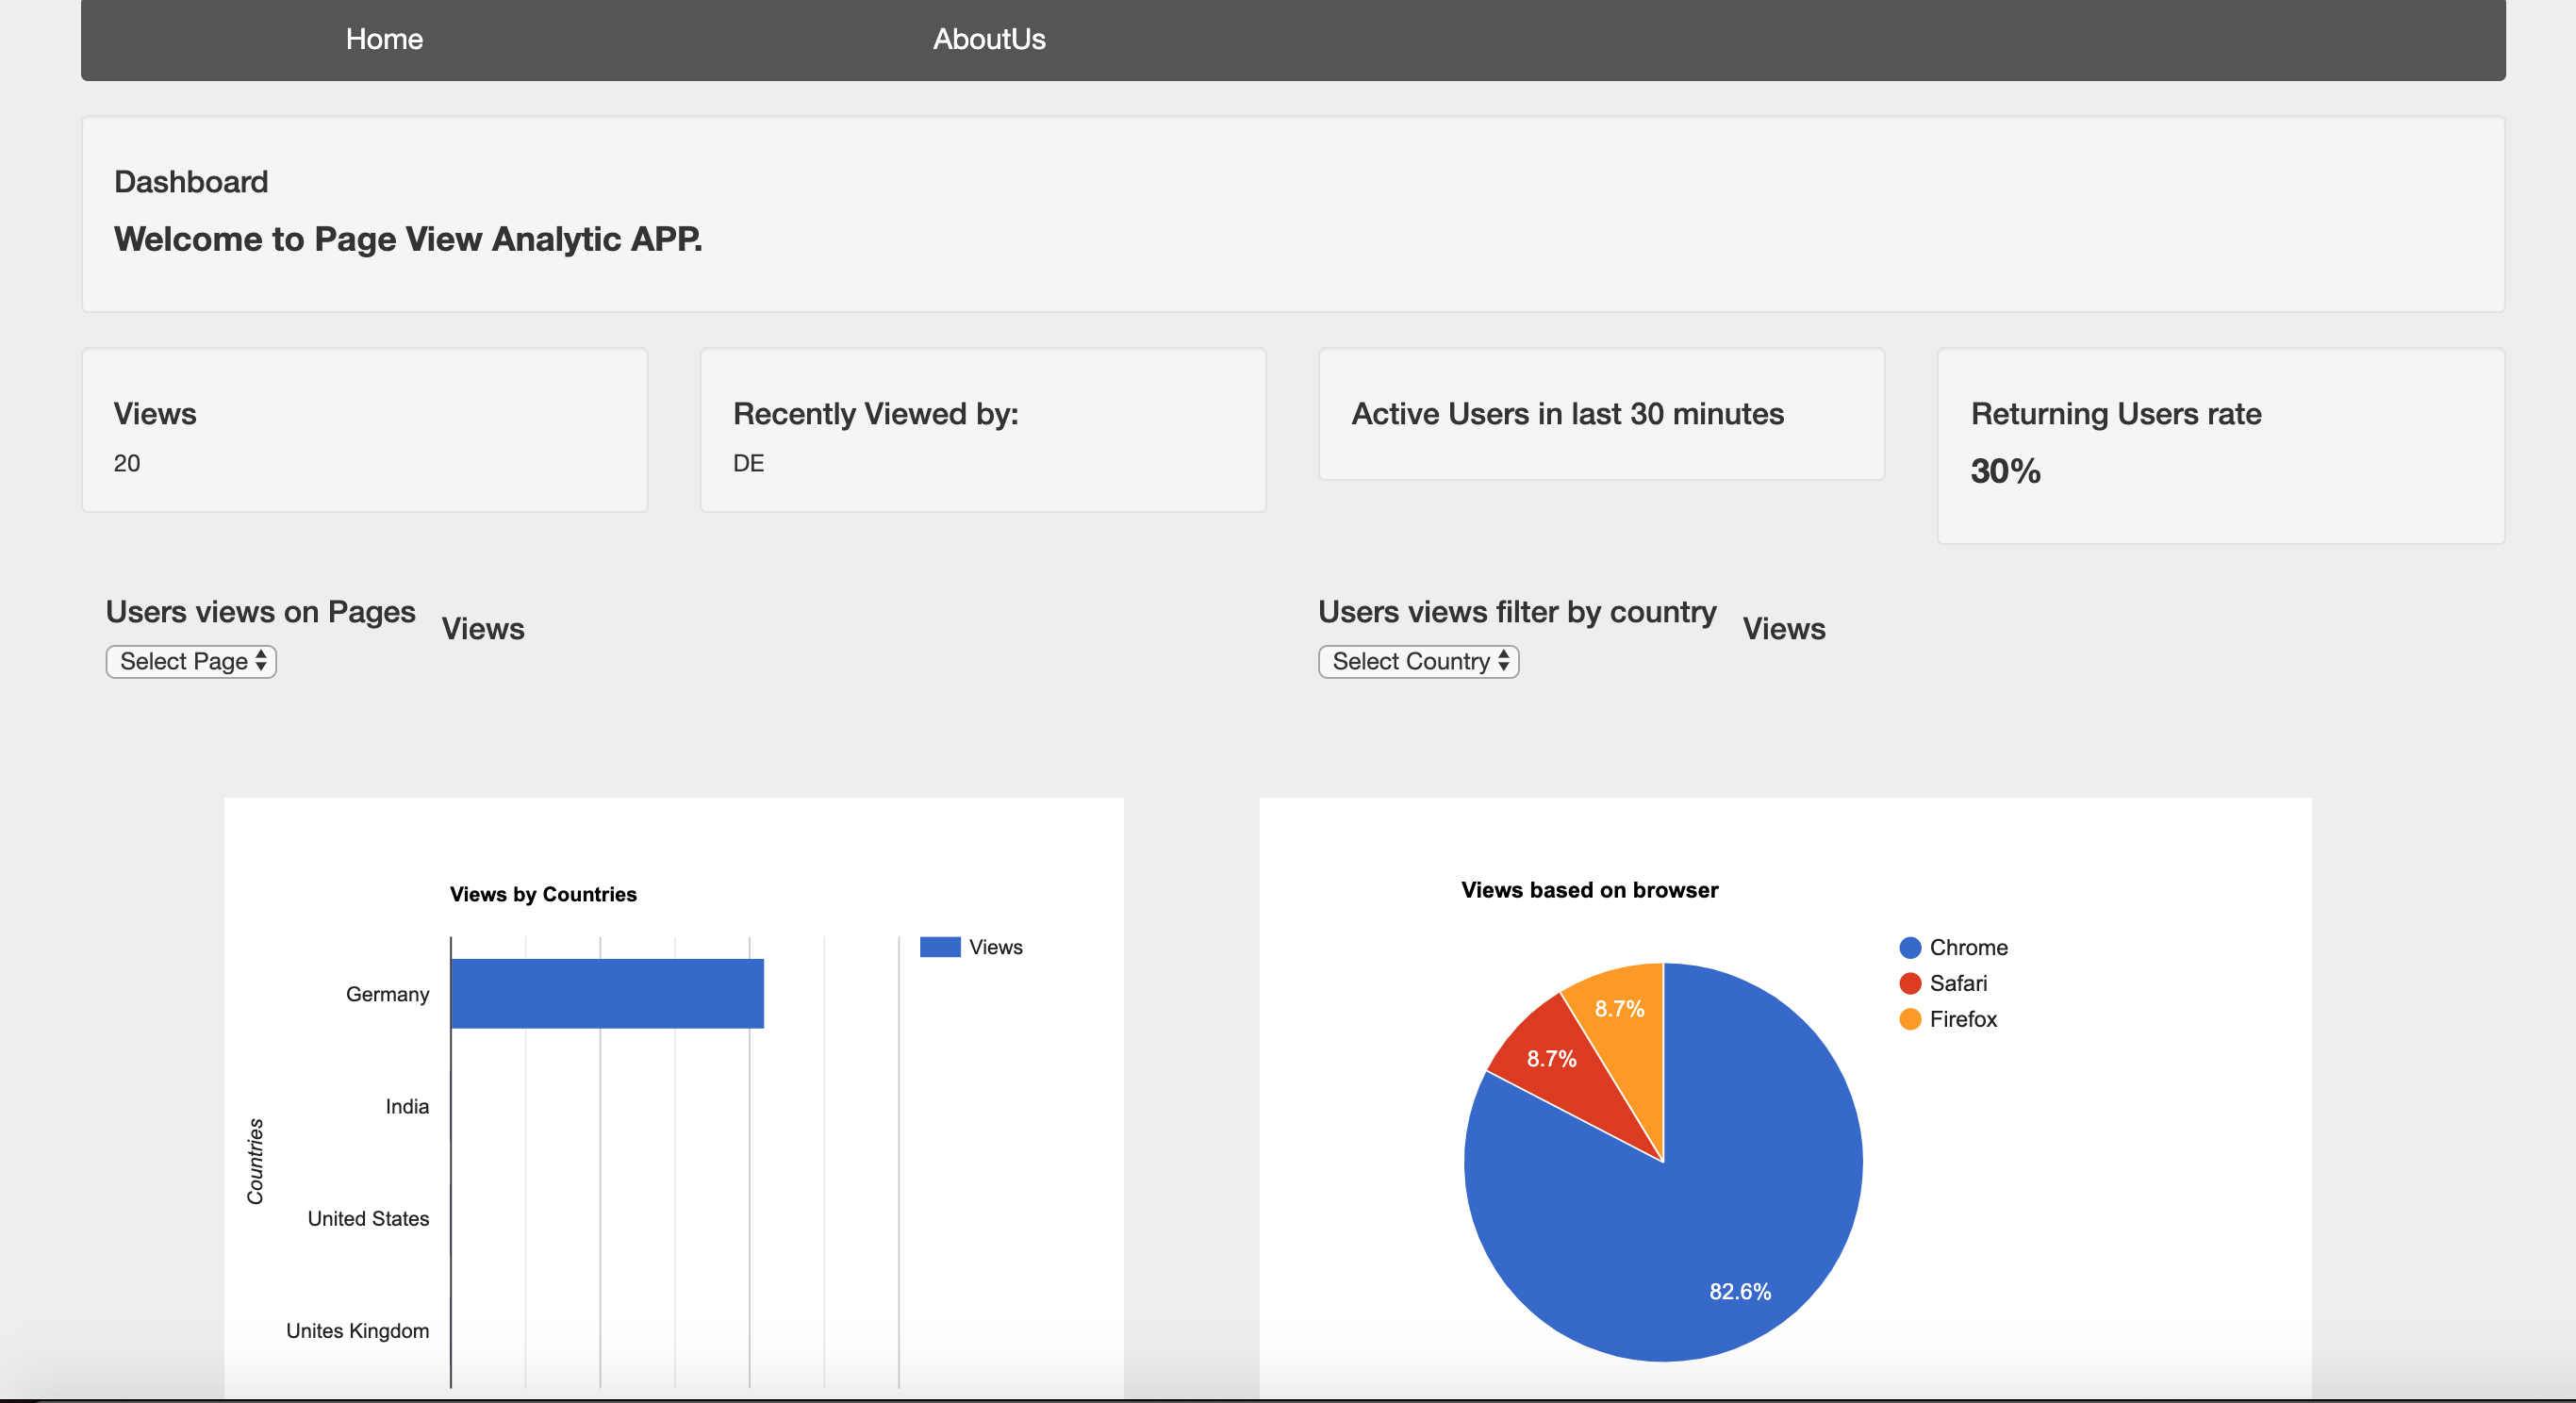 Home
AboutUs
Dashboard
Welcome to Page View Analytic APP.
Views
20
Recently Viewed by:
DE
Active Users in last 30 minutes
Returning Users rate
30%
Users views on Pages
Views
Select Page
Users views filter by country
Views
Select Country
Views by Countries
Views
Germany
India
United States
Unites Kingdom
Countries
Views based on browser
Chrome
Safari
Firefox
8.7%
8.7%
82.6%